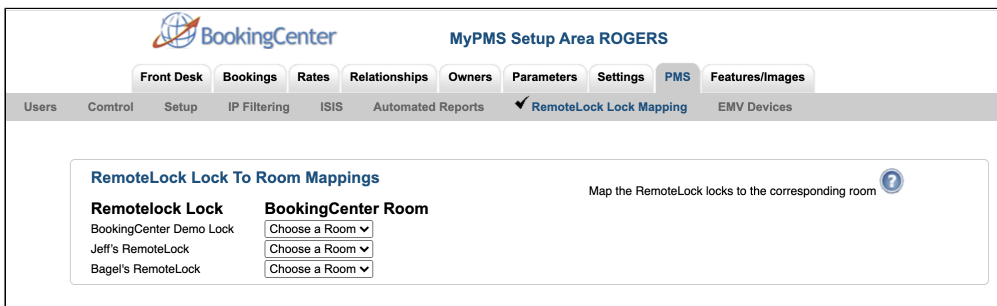 BookingCenter
MyPMS Setup Area ROGERS
Front Desk Bookings Rates Relationships Owners Parameters Settings PMS Features/Images
Users Comtrol Setup IP Filtering ISIS Automated Reports RemoteLock Lock Mapping EMV Devices
RemoteLock Lock To Room Mappings
Map the RemoteLock locks to the corresponding room ?
Remotelock Lock BookingCenter Room
BookingCenter Demo Lock Choose a Room
Jeff's RemoteLock Choose a Room
Bagel's RemoteLock Choose a Room